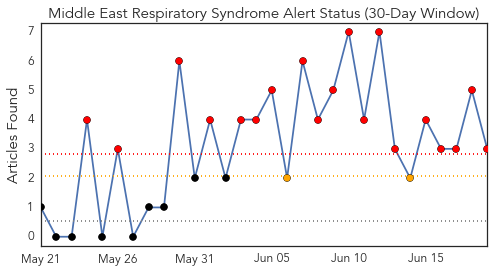 Middle East Respiratory Syndrome Alert Status (30-Day Window)
Articles Found
7
6
5
4
3
2
1
0
May 21 May 26 May 31 Jun 05 Jun 10 Jun 15